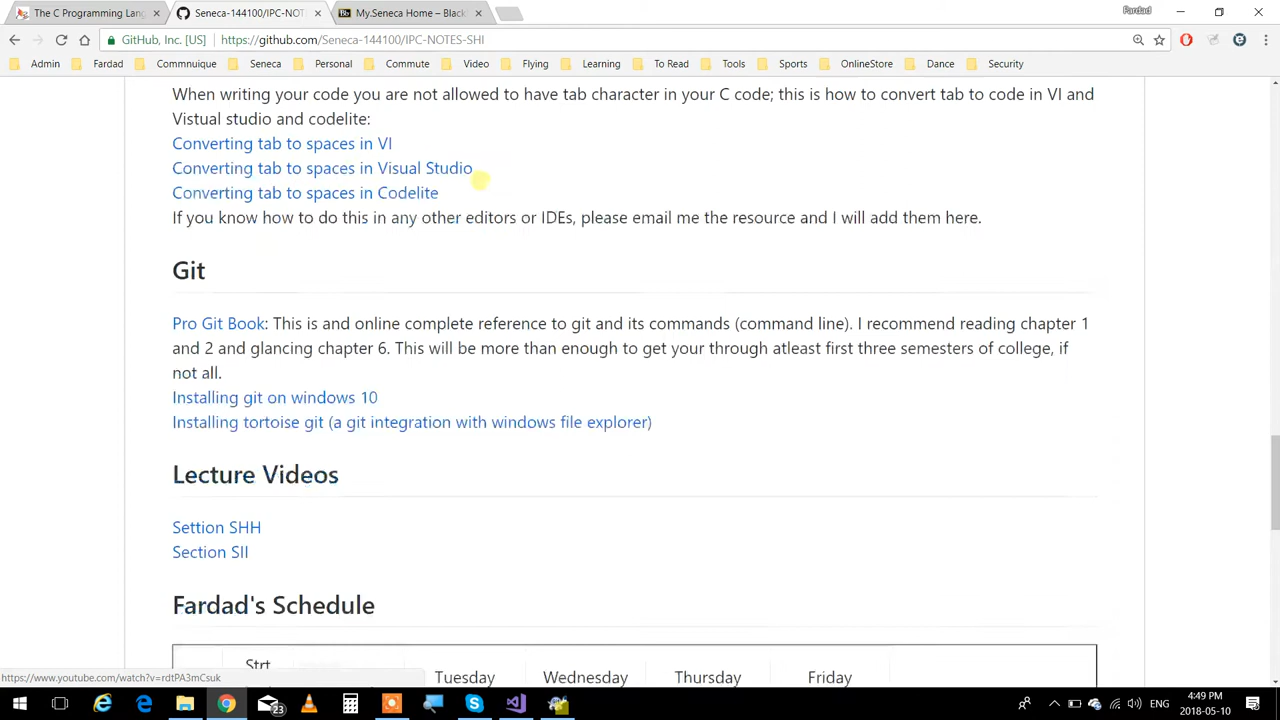 The C Programming Lang
Seneca-144100/IPC-NOT
My.Seneca Home – Black
Pardad
GitHub, Inc. [US]
https://github.com/Seneca-144100/IPC-NOTES-SHI
Admin
Fardad
Commnuique
Seneca
Personal
Commute
Video
Flying
Learning
To Read
Tools
Sports
OnlineStore
Dance
Security
When writing your code you are not allowed to have tab character in your C code; this is how to convert tab to code in VI and
Vistual studio and codelite:
Converting tab to spaces in VI
Converting tab to spaces in Visual Studio
Converting tab to spaces in Codelite
If you know how to do this in any other editors or IDEs, please email me the resource and I will add them here.
Git
Pro Git Book: This is and online complete reference to git and its commands (command line). I recommend reading chapter 1
and 2 and glancing chapter 6. This will be more than enough to get your through atleast first three semesters of college, if
not all.
Installing git on windows 10
Installing tortoise git (a git integration with windows file explorer)
Lecture Videos
Settion SHH
Section SII
Fardad's Schedule
Strt
Tuesday
Wednesday
Thursday
Friday
https://www.youtube.com/watch?v=rdtPA3mCsuk
23
ENG
4:49 PM
2018-05-10